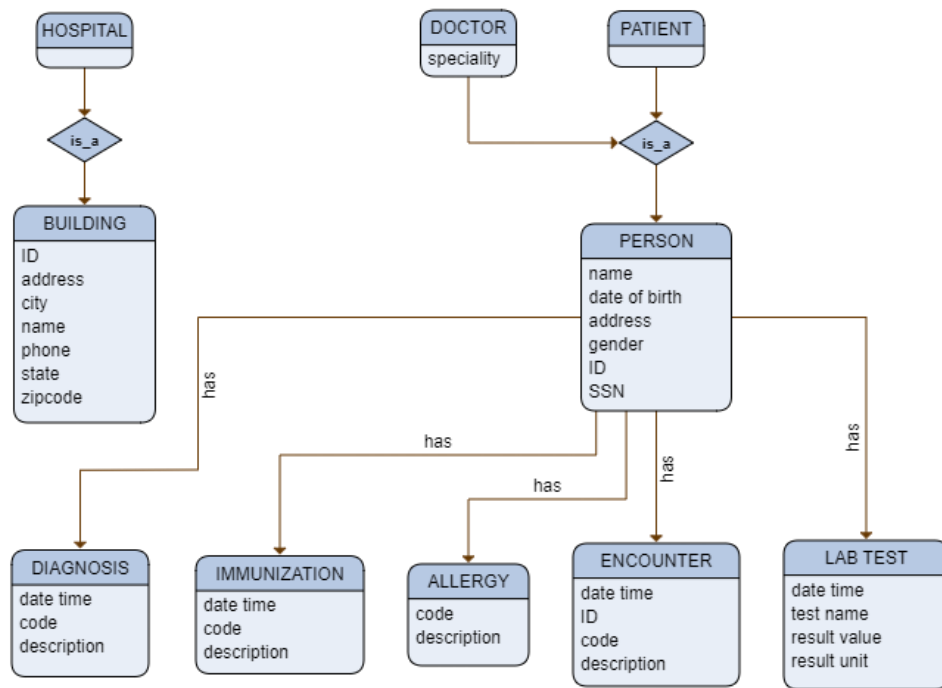 HOSPITAL
DOCTOR
speciality
PATIENT
is_a
is_a
BUILDING
ID
address
city
name
phone
state
zipcode
PERSON
name
date of birth
address
gender
ID
SSN
has
has
has
has
has
DIAGNOSIS
date time
code
description
IMMUNIZATION
date time
code
description
ALLERGY
code
description
ENCOUNTER
date time
ID
code
description
LAB TEST
date time
test name
result value
result unit